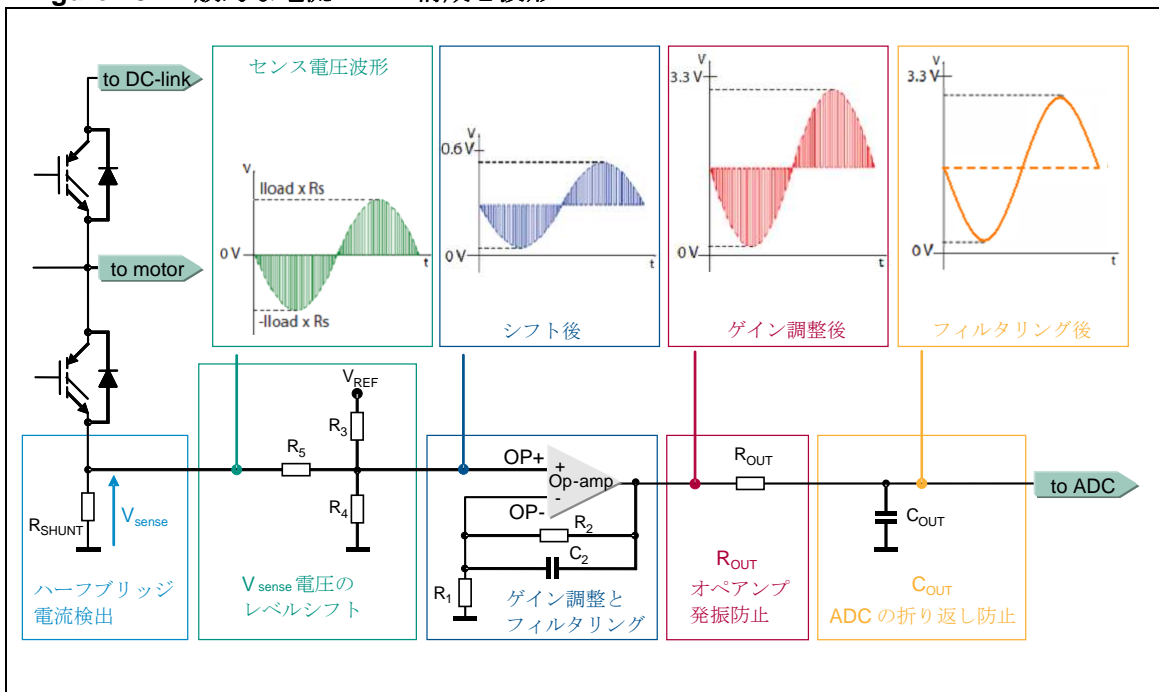 to DC-link
to motor
センス電圧波形
V
Iload x Rs
0 V
t
-Iload x Rs
V
0.6 V
0 V
t
シフト後
V
3.3 V
0 V
t
ゲイン調整後
V
3.3 V
0 V
t
フィルタリング後
RSHUNT
Vsense
ハーフブリッジ
電流検出
VREF
R3
R5
R4
V sense 電圧の
レベルシフト
OP+
+
Op-amp
-
OP-
R2
C2
R1
ゲイン調整と
フィルタリング
ROUT
ROUT
オペアンプ
発振防止
COUT
COUT
ADC の折り返し防止
to ADC